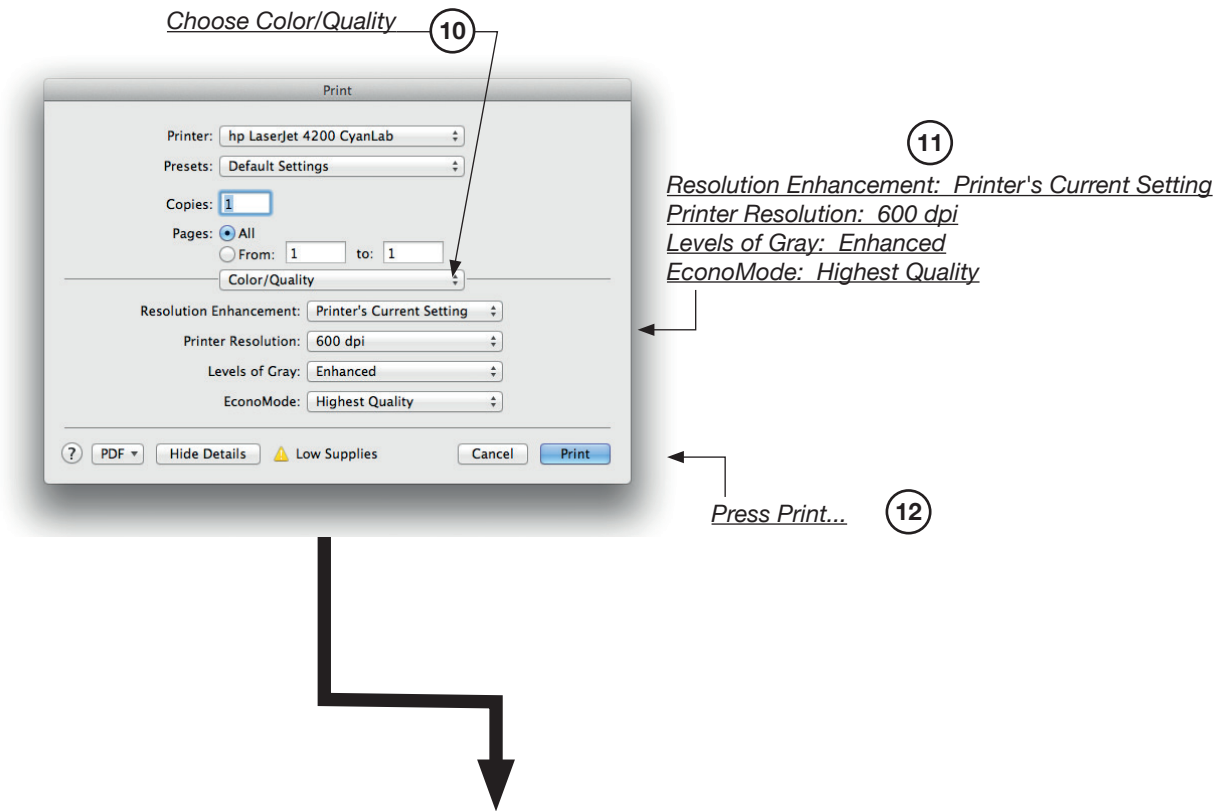 Choose Color/Quality 10
Print
Printer: hp LaserJet 4200 CyanLab
Presets: Default Settings
Copies: 1
Pages: All
From: 1 to: 1
Color/Quality
Resolution Enhancement: Printer's Current Setting
Printer Resolution: 600 dpi
Levels of Gray: Enhanced
EconoMode: Highest Quality
? PDF Hide Details Low Supplies Cancel Print
11
Resolution Enhancement: Printer's Current Setting
Printer Resolution: 600 dpi
Levels of Gray: Enhanced
EconoMode: Highest Quality
Press Print... 12